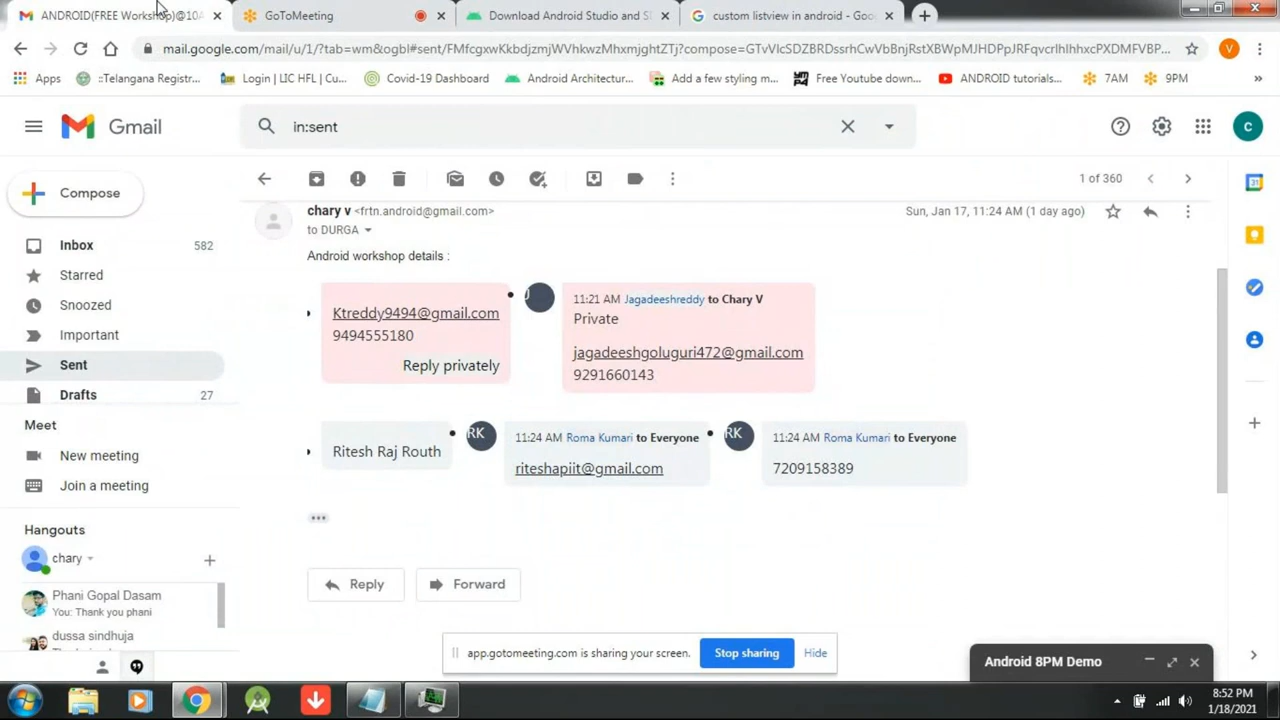 ANDROID(FREE Workshop)@10A
GoToMeeting
Download Android Studio and S
custom listview in android - Goo
mail.google.com/mail/u/1/?tab=wm&ogbl#sent/FMfcgxwKkbdjzmjWVhkwzMhxmjghtZTj?compose=GTvVlcSDZBRDssrhCwVbBnjRstXBWpMJHDPpJRFqvcrlhlhhxcPXDMFVBP...
V
Apps
::Telangana Registr...
Login | LIC HFL | Cu...
Covid-19 Dashboard
Android Architectur...
Add a few styling m...
Free Youtube down...
ANDROID tutorials...
7AM
9PM
»
Gmail
in:sent
C
Compose
1 of 360
chary v <frtn.android@gmail.com>
Sun, Jan 17, 11:24 AM (1 day ago)
to DURGA
Inbox 582
Android workshop details :
Starred
Snoozed
Important
Sent
Drafts 27
Ktreddy9494@gmail.com
9494555180
Reply privately
11:21 AM Jagadeeshreddy to Chary V
Private
jagadeeshgoluguri472@gmail.com
9291660143
Ritesh Raj Routh
RK
11:24 AM Roma Kumari to Everyone
riteshapiit@gmail.com
RK
11:24 AM Roma Kumari to Everyone
7209158389
Meet
New meeting
Join a meeting
Hangouts
chary
Phani Gopal Dasam
You: Thank you phani
dussa sindhuja
Reply
Forward
app.gotomeeting.com is sharing your screen.
Stop sharing
Hide
Android 8PM Demo
8:52 PM
1/18/2021